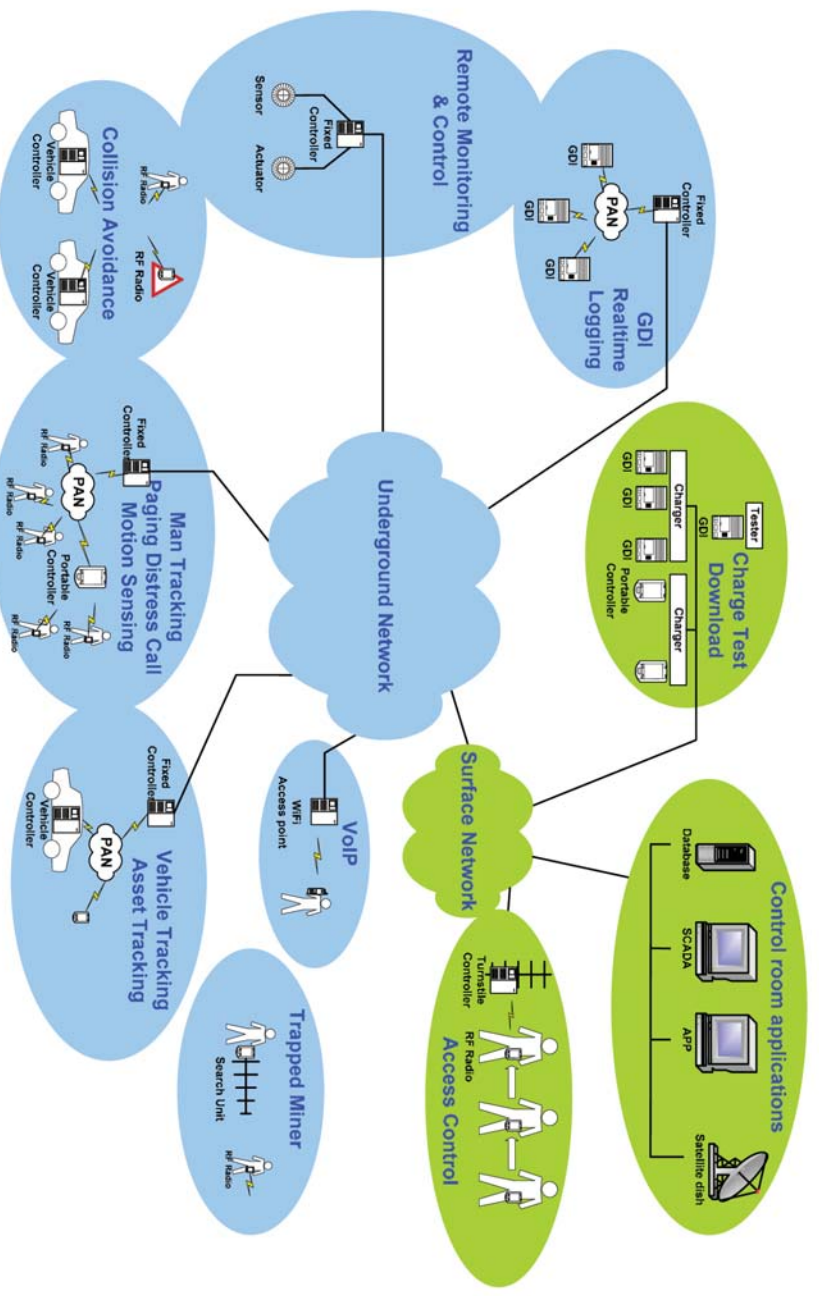 Control room applications
Database
SCADA
APP
Satellite dish
Charge Test
Download
Tester
GDI
Charger
Charger
GDI
GDI
GDI
Portable Controller
GDI
Realtime
Logging
Fixed
Controller
PAN
GDI
GDI
GDI
Access Control
Turnstile
Controller
RF Radio
Surface Network
Remote Monitoring
& Control
Fixed
Controller
Sensor
Actuator
Underground Network
VoIP
WiFi
Access point
Trapped Miner
Search Unit
RF Radio
Collision Avoidance
RF Radio
RF Radio
Vehicle
Controller
Vehicle
Controller
Man Tracking
Paging Distress Call
Motion Sensing
Fixed
Controller
PAN
RF Radio
RF Radio
RF Radio
Portable
Controller
RF Radio
RF Radio
Vehicle Tracking
Asset Tracking
Fixed
Controller
PAN
Vehicle
Controller